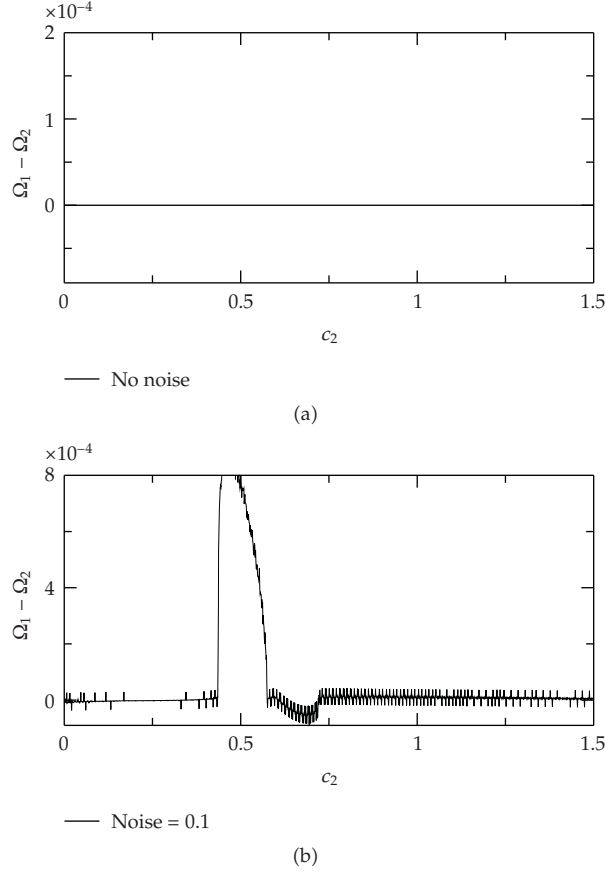 ×10⁻⁴
2
1
0
Ω₁ − Ω₂
0
0.5
1
1.5
c₂
No noise
(a)
×10⁻⁴
8
4
0
Ω₁ − Ω₂
0
0.5
1
1.5
c₂
Noise = 0.1
(b)